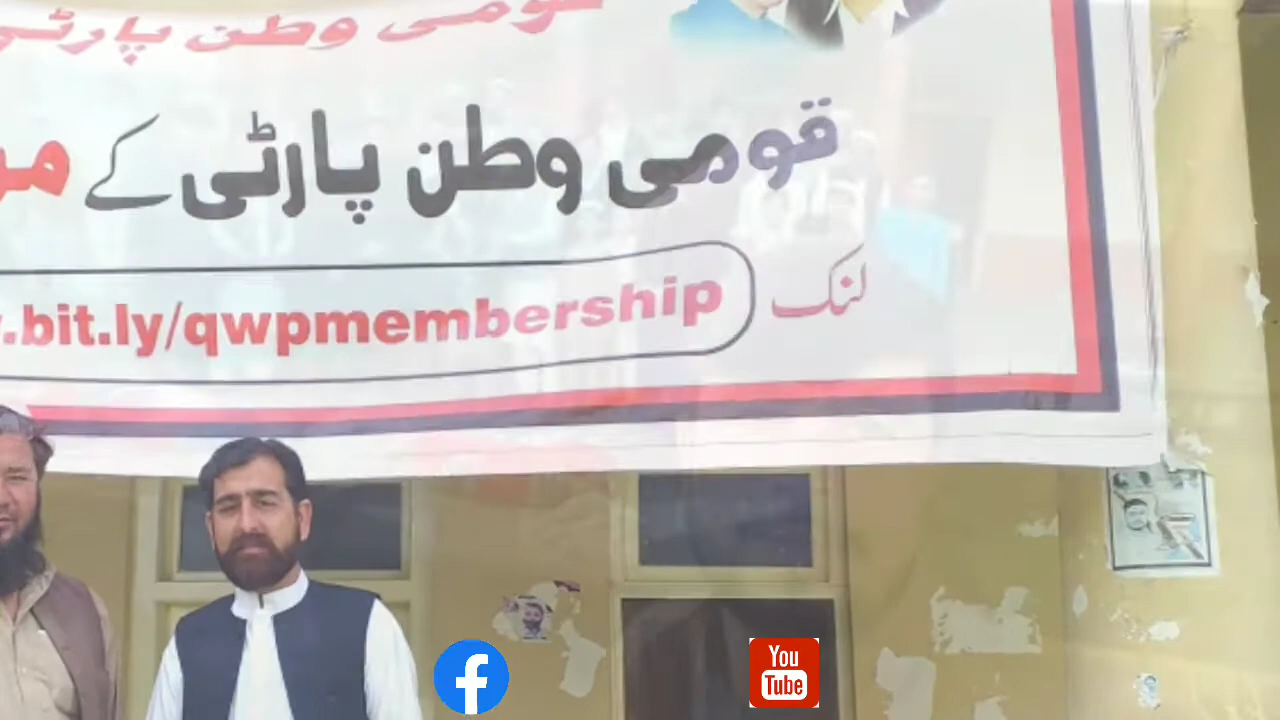 قومی وطن پارٹی
قومی وطن پارٹی کے
لنک
.bit.ly/qwpmembership
You
Tube